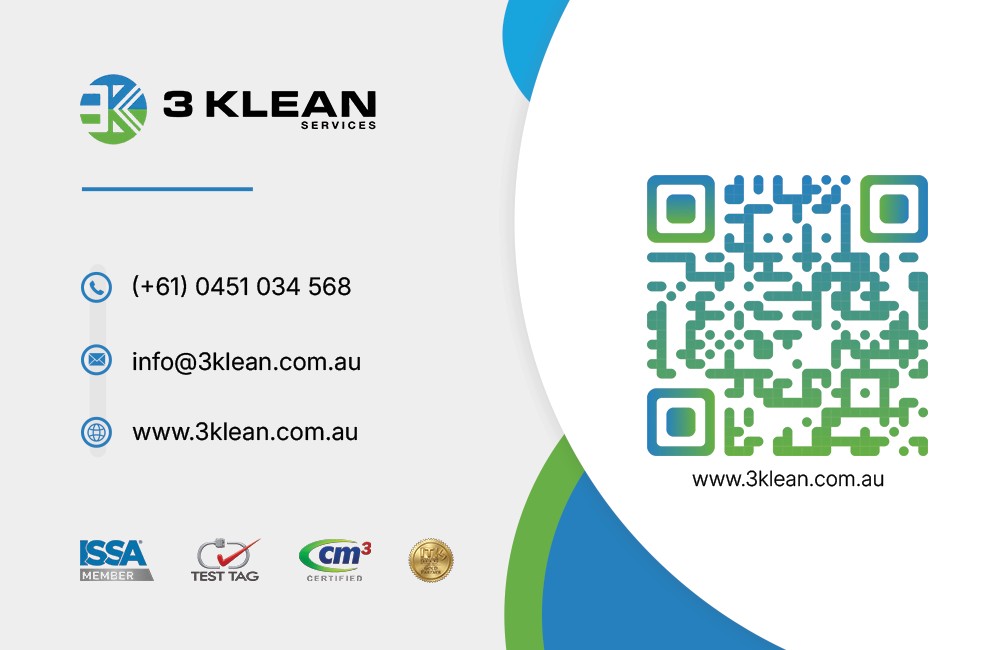 3 KLEAN
SERVICES
(+61) 0451 034 568
info@3klean.com.au
www.3klean.com.au
www.3klean.com.au
ISSA®
MEMBER
TEST TAG
cm3
CERTIFIED